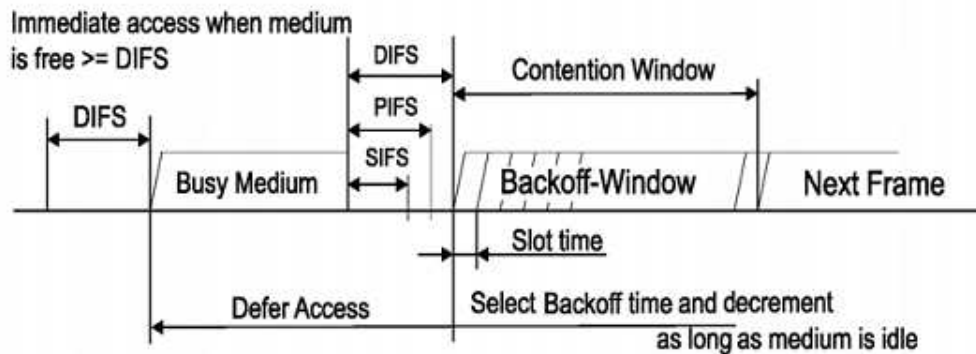 Immediate access when medium
is free >= DIFS
DIFS
Contention Window
DIFS
PIFS
SIFS
Busy Medium
Backoff-Window
Next Frame
Slot time
Defer Access
Select Backoff time and decrement
as long as medium is idle